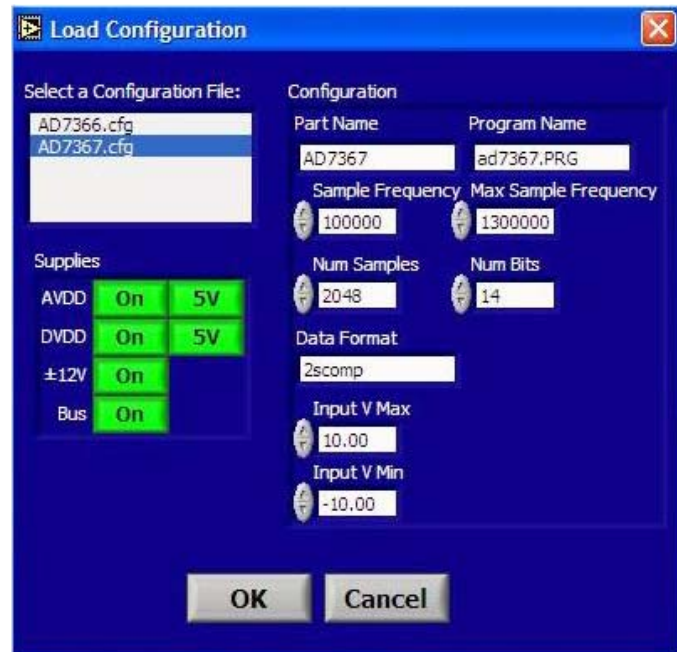 Load Configuration
Select a Configuration File:
AD7366.cfg
AD7367.cfg
Supplies
AVDD On 5V
DVDD On 5V
±12V On
Bus On
Configuration
Part Name Program Name
AD7367 ad7367.PRG
Sample Frequency Max Sample Frequency
100000 1300000
Num Samples Num Bits
2048 14
Data Format
2scomp
Input V Max
10.00
Input V Min
-10.00
OK Cancel